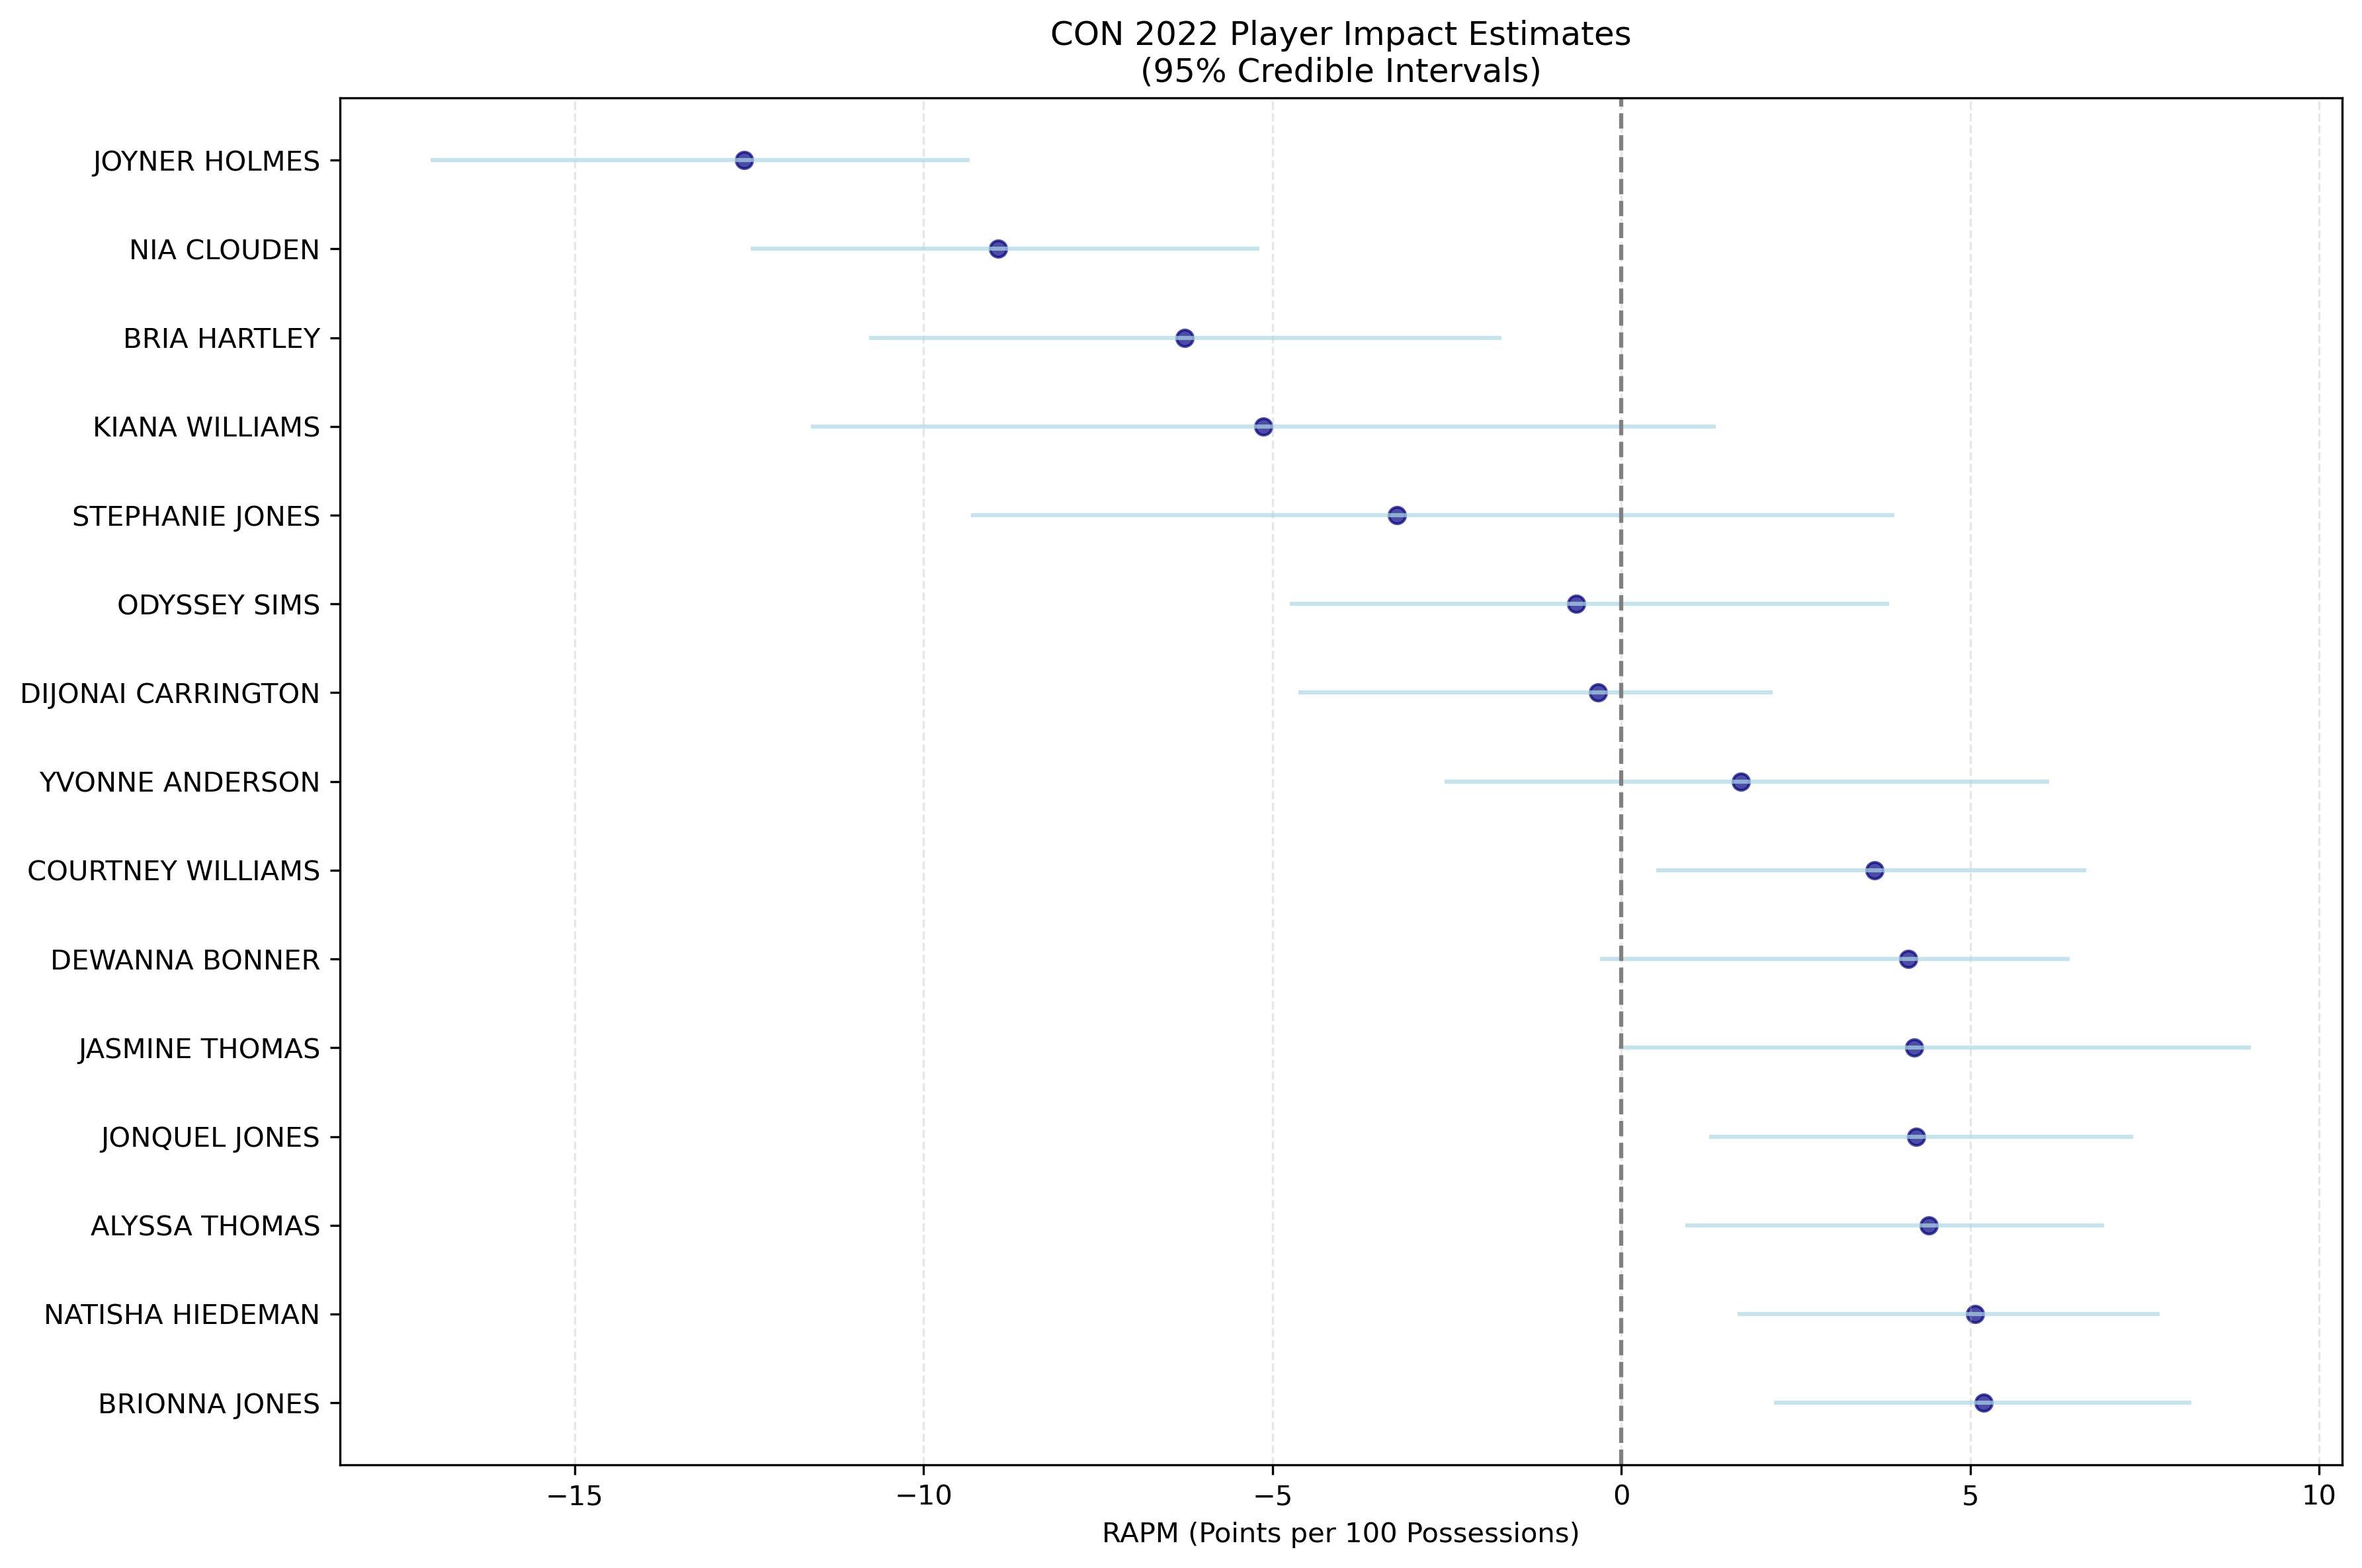 CON 2022 Player Impact Estimates
(95% Credible Intervals)
JOYNER HOLMES
NIA CLOUDEN
BRIA HARTLEY
KIANA WILLIAMS
STEPHANIE JONES
ODYSSEY SIMS
DIJONAI CARRINGTON
YVONNE ANDERSON
COURTNEY WILLIAMS
DEWANNA BONNER
JASMINE THOMAS
JONQUEL JONES
ALYSSA THOMAS
NATISHA HIEDEMAN
BRIONNA JONES
−15 −10 −5 0 5 10
RAPM (Points per 100 Possessions)